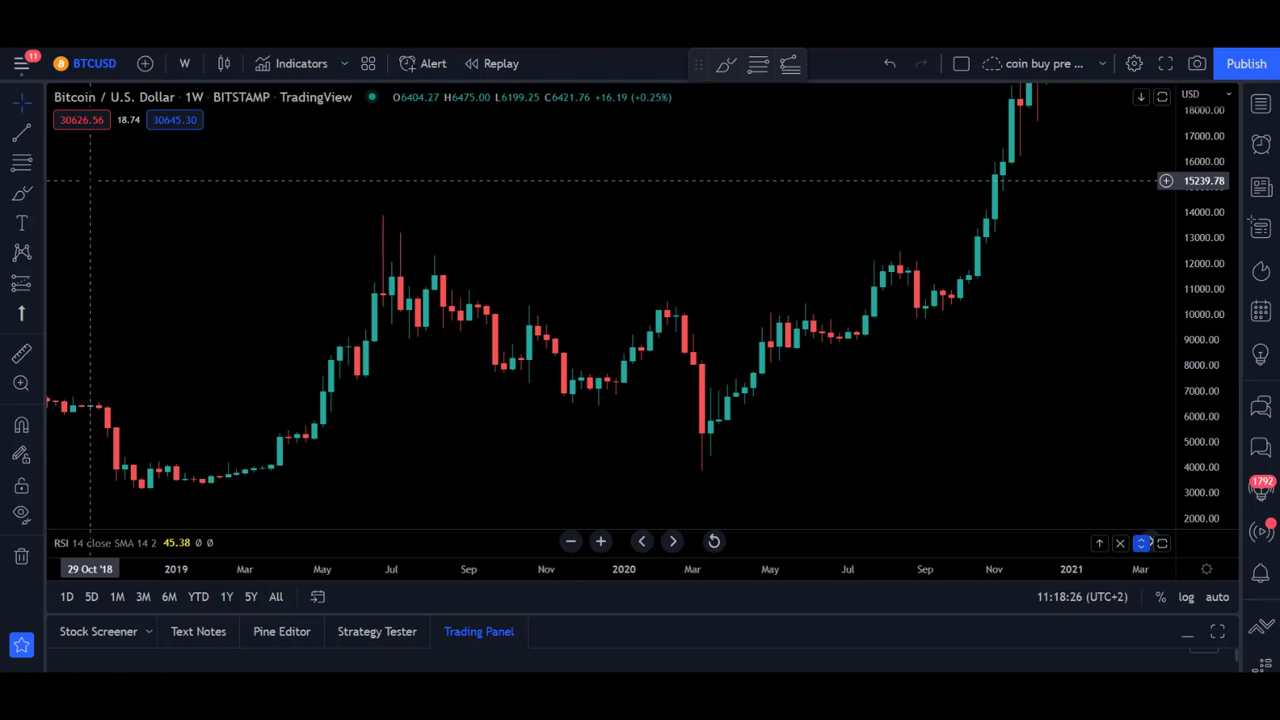 11
BTCUSD
W
Indicators
Alert
Replay
coin buy pre ...
Publish
Bitcoin / U.S. Dollar · 1W · BITSTAMP · TradingView
O6404.27 H6475.00 L6199.25 C6421.76 +16.19 (+0.25%)
USD
30626.56 18.74 30645.30
18000.00
17000.00
16000.00
15239.78
14000.00
13000.00
12000.00
11000.00
10000.00
9000.00
8000.00
7000.00
6000.00
5000.00
4000.00
3000.00
2000.00
1792
RSI 14 close SMA 14 2 45.38 Ø Ø
29 Oct '18 2019 Mar May Jul Sep Nov 2020 Mar May Jul Sep Nov 2021 Mar
1D 5D 1M 3M 6M YTD 1Y 5Y All
11:18:26 (UTC+2) % log auto
Stock Screener Text Notes Pine Editor Strategy Tester Trading Panel